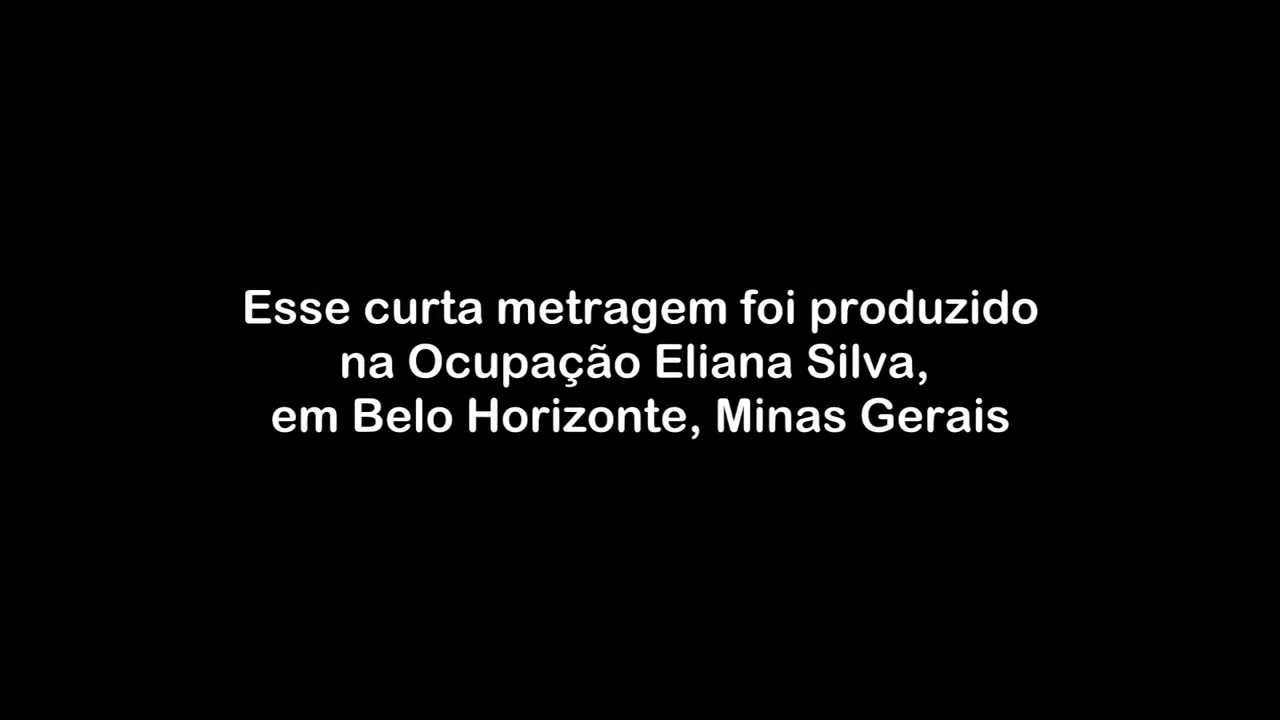 Esse curta metragem foi produzido
na Ocupação Eliana Silva,
em Belo Horizonte, Minas Gerais